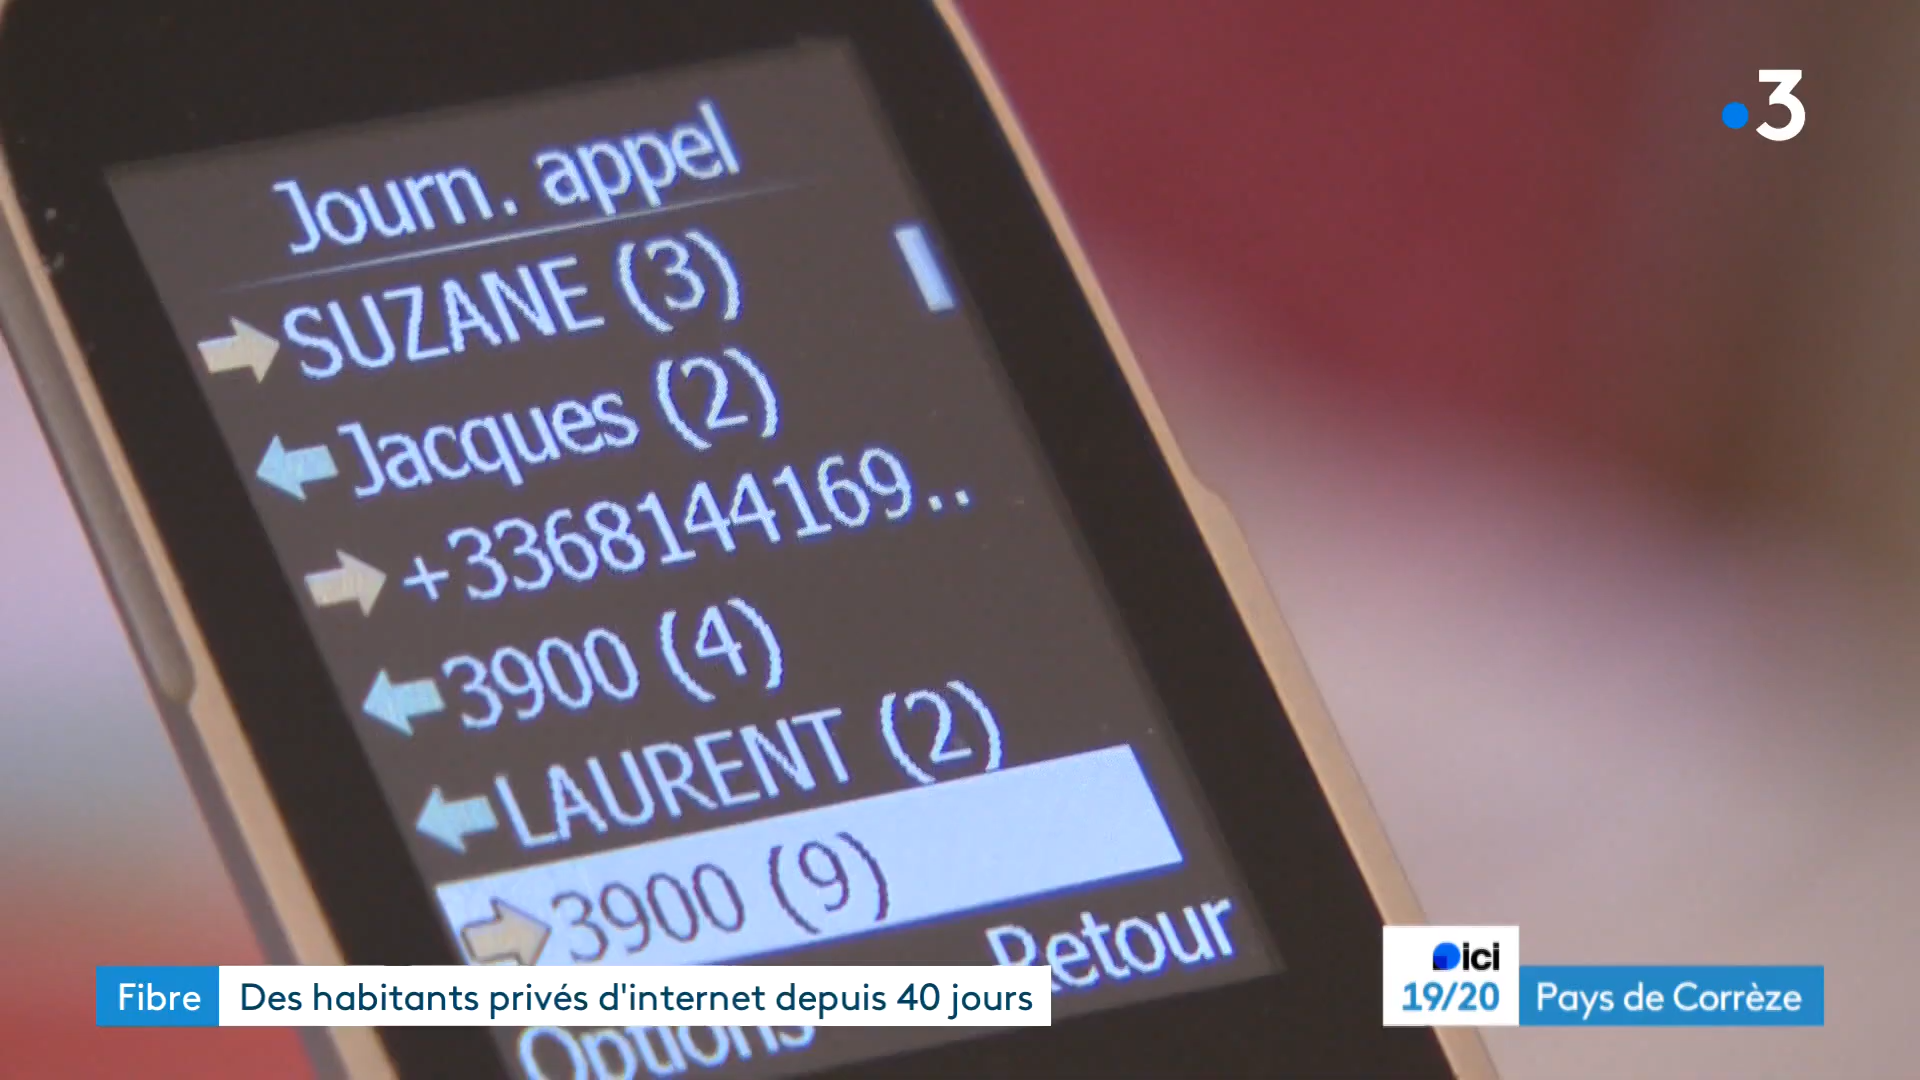 3
Journ. appel
SUZANE (3)
Jacques (2)
+3368144169..
3900 (4)
LAURENT (2)
3900 (9)
Retour
Options
Fibre Des habitants privés d'internet depuis 40 jours
ici
19/20 Pays de Corrèze